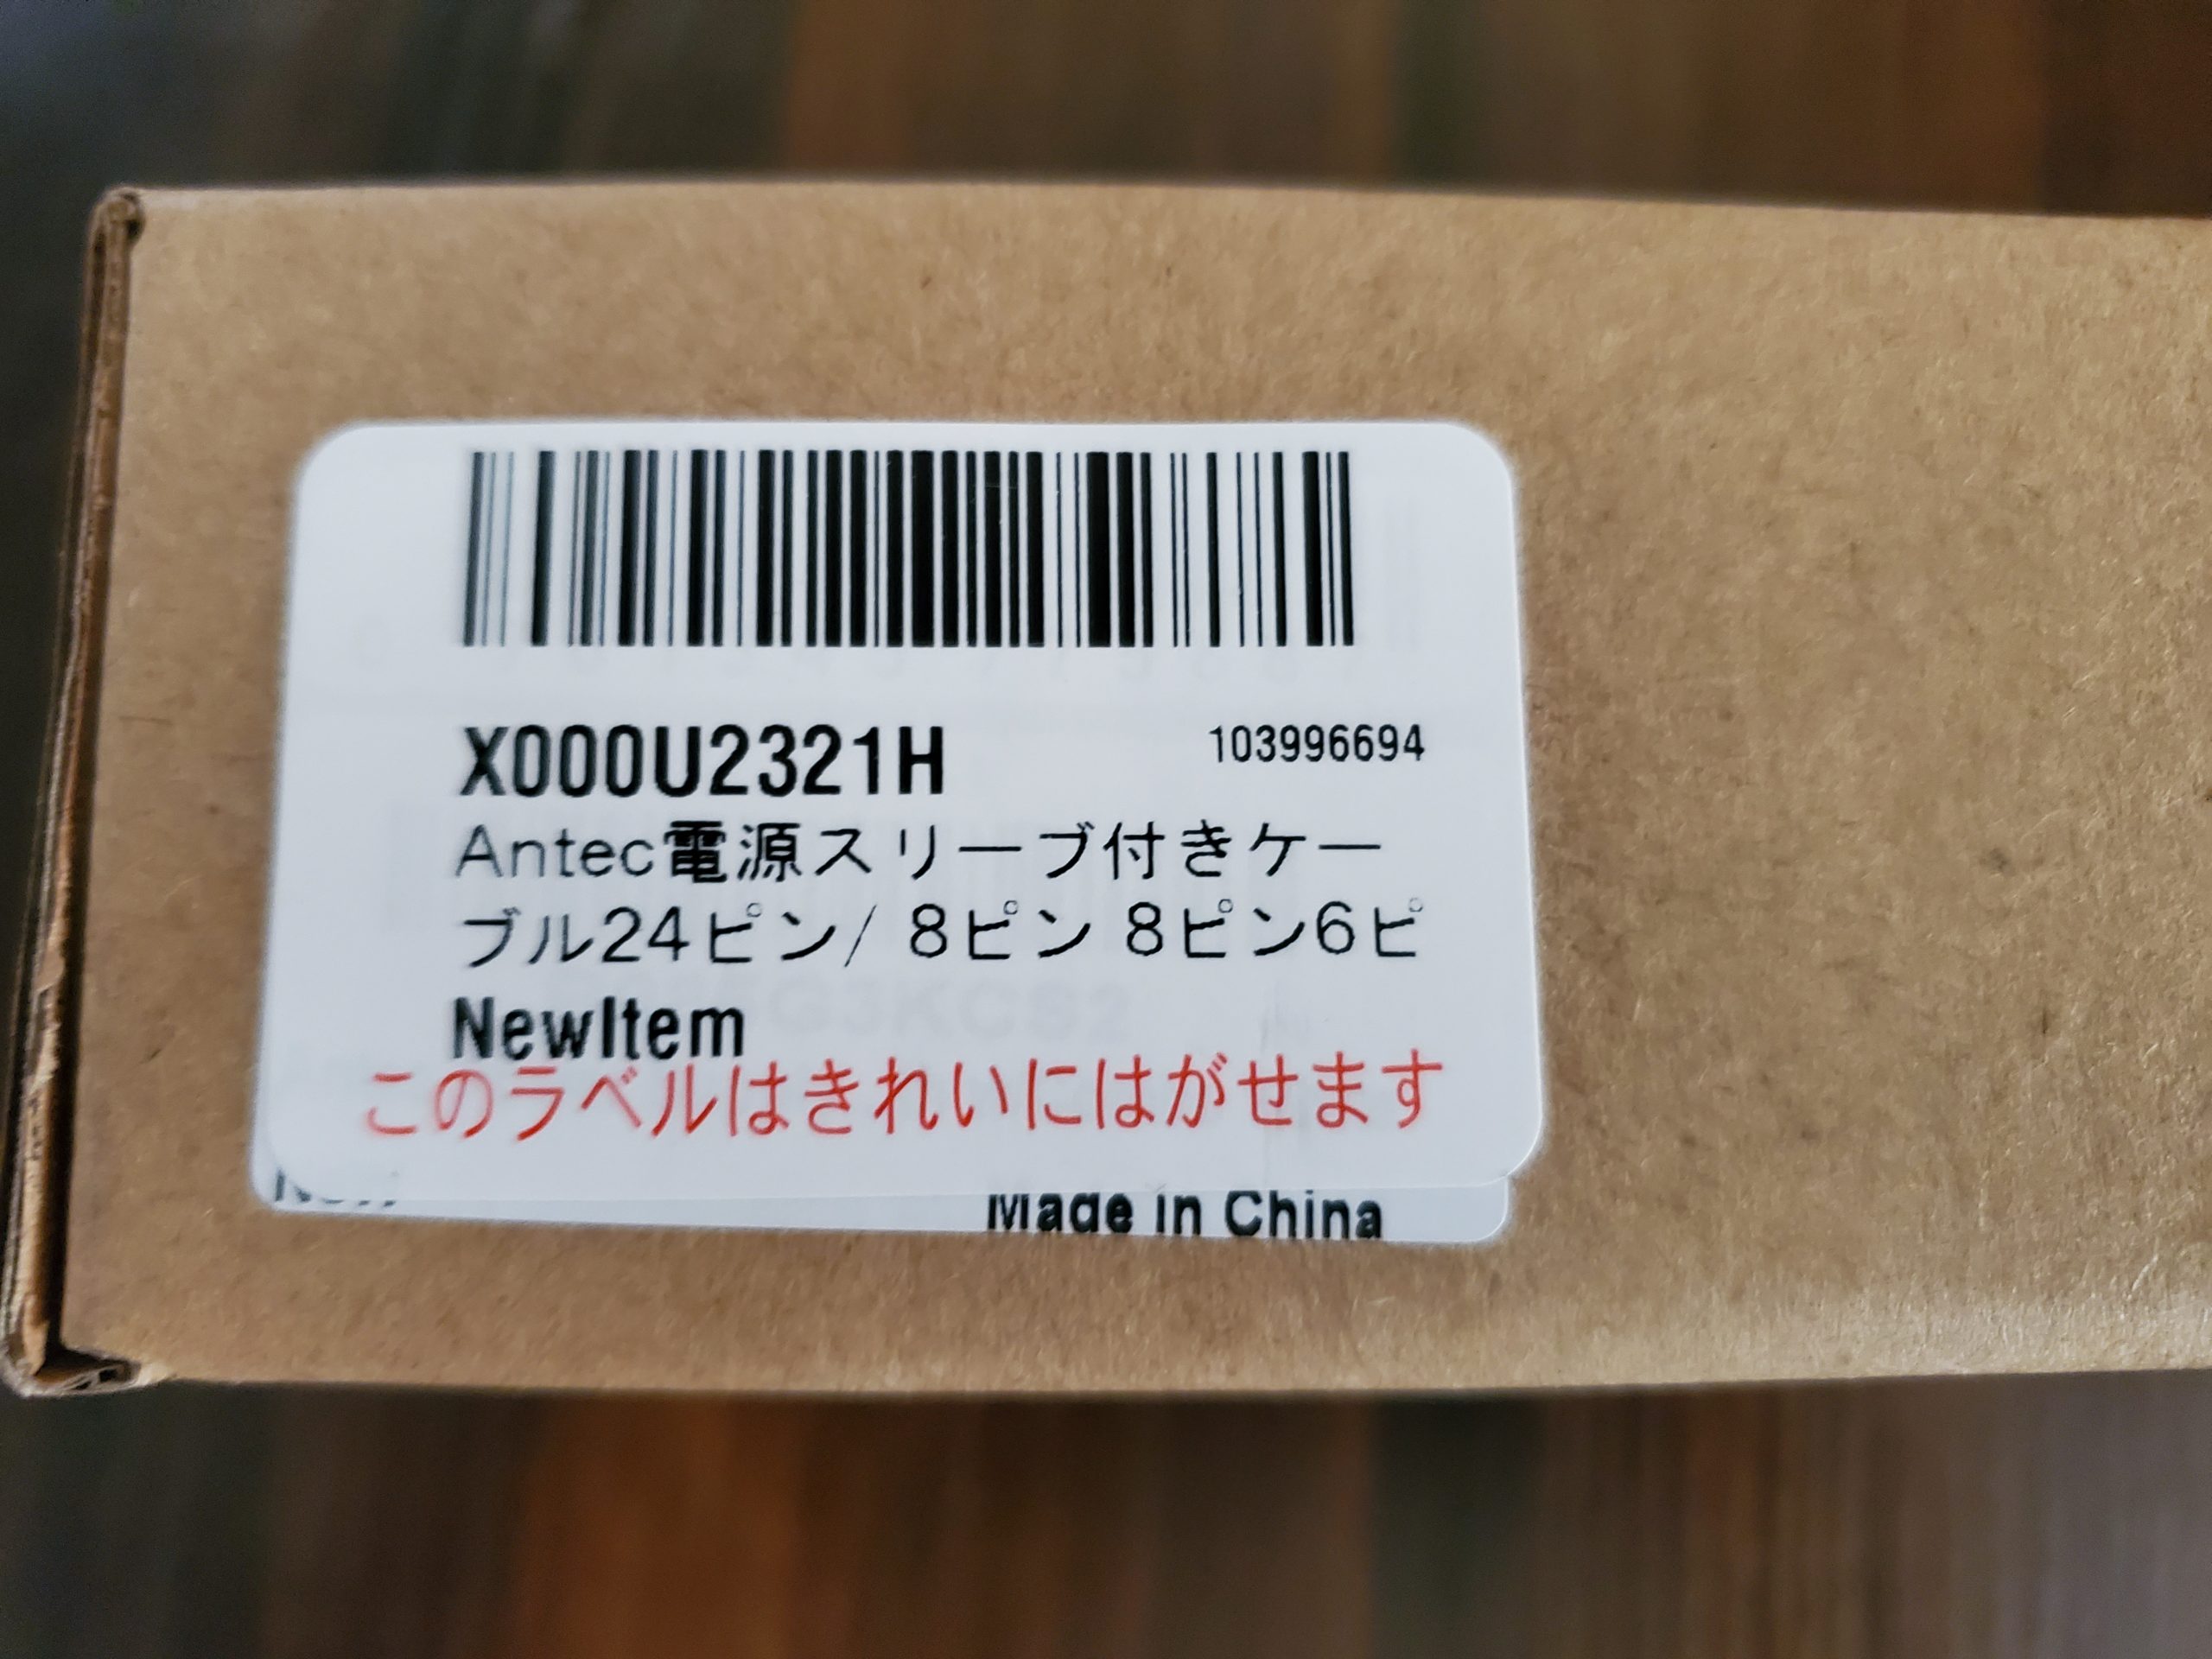 X000U2321H 103996694
Antec電源スリーブ付きケー
ブル24ピン/ 8ピン 8ピン6ピ
NewItem
このラベルはきれいにはがせます
Made in China